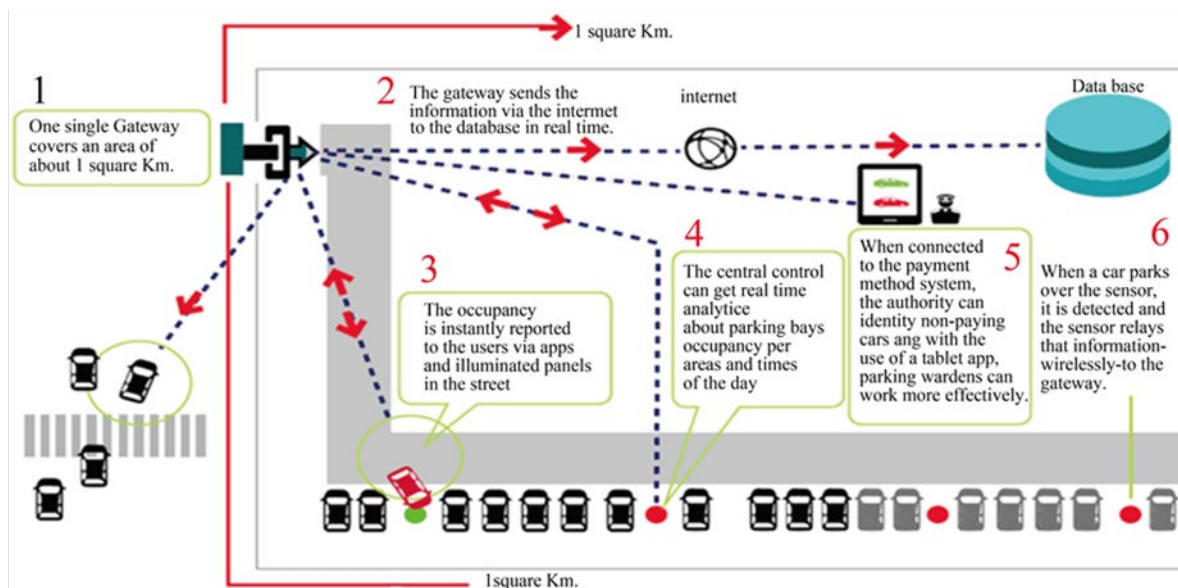 1 square Km.
1
One single Gateway
covers an area of
about 1 square Km.
2
The gateway sends the
information via the internet
to the database in real time.
internet
Data base
3
The occupancy
is instantly reported
to the users via apps
and illuminated panels
in the street
4
The central control
can get real time
analytice
about parking bays
occupancy per
areas and times
of the day
5
When connected
to the payment
method system,
the authority can
identity non-paying
cars ang with the
use of a tablet app,
parking wardens can
work more effectively.
6
When a car parks
over the sensor,
it is detected and
the sensor relays
that information-
wirelessly-to the
gateway.
1square Km.